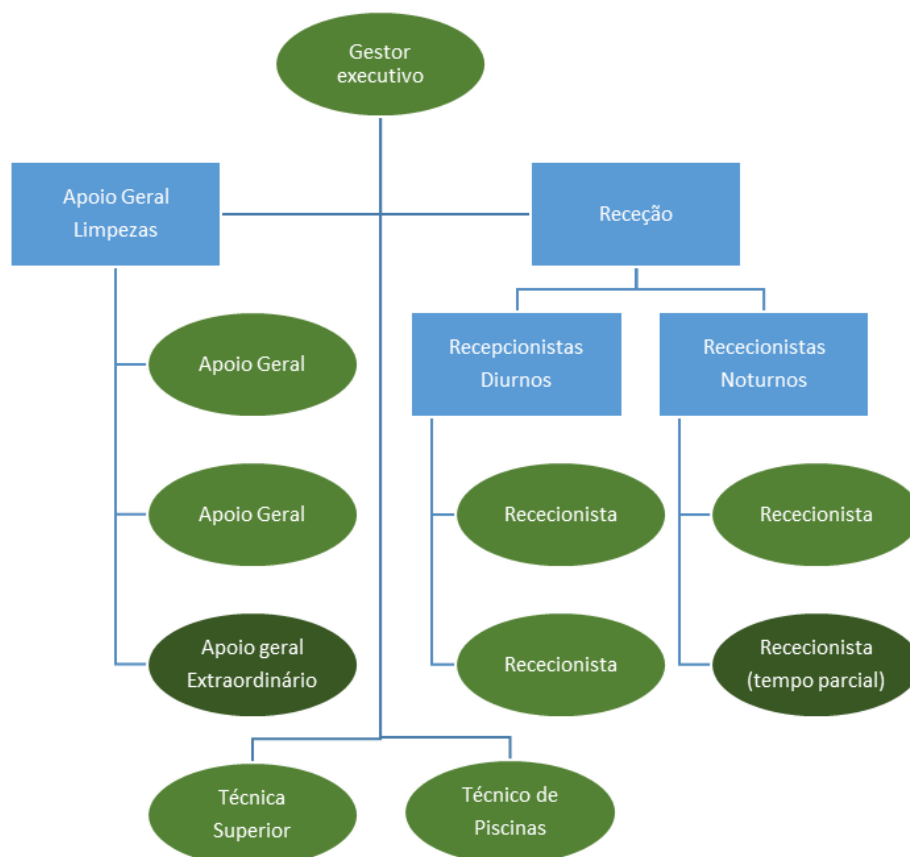 Gestor
executivo
Apoio Geral
Limpezas
Receção
Apoio Geral
Recepcionistas
Diurnos
Rececionistas
Noturnos
Apoio Geral
Rececionista
Rececionista
Apoio geral
Extraordinário
Rececionista
Rececionista
(tempo parcial)
Técnica
Superior
Técnico de
Piscinas